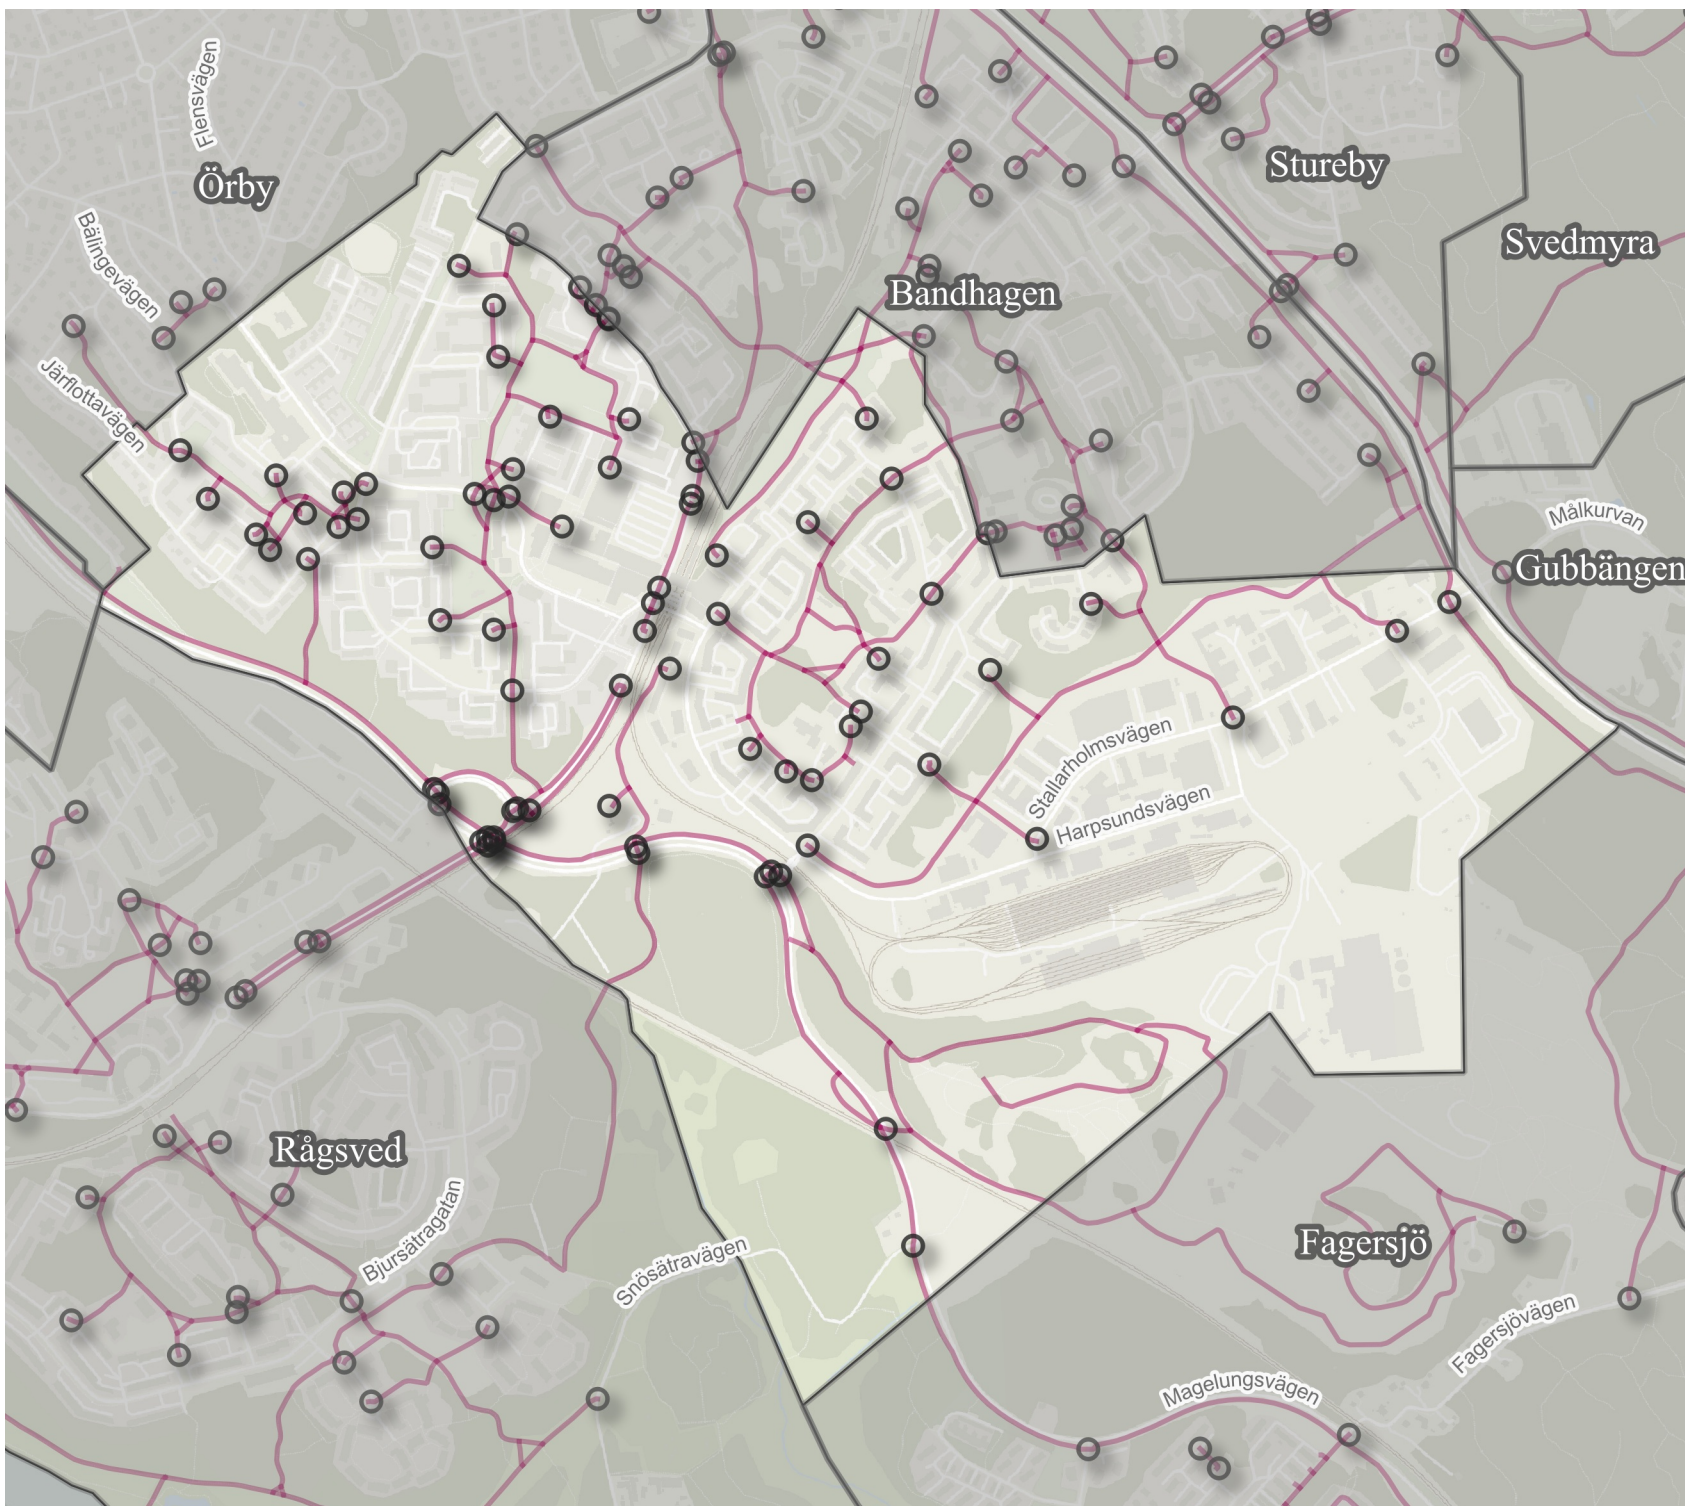 Flensvägen
Örby
Stureby
Svedmyra
Bälingevägen
Bandhagen
Järflottavägen
Målkurvan
Gubbängen
Stallarholmsvägen
Harpsundsvägen
Rågsved
Bjursätragatan
Snösätravägen
Fagersjö
Fagersjövägen
Magelungsvägen